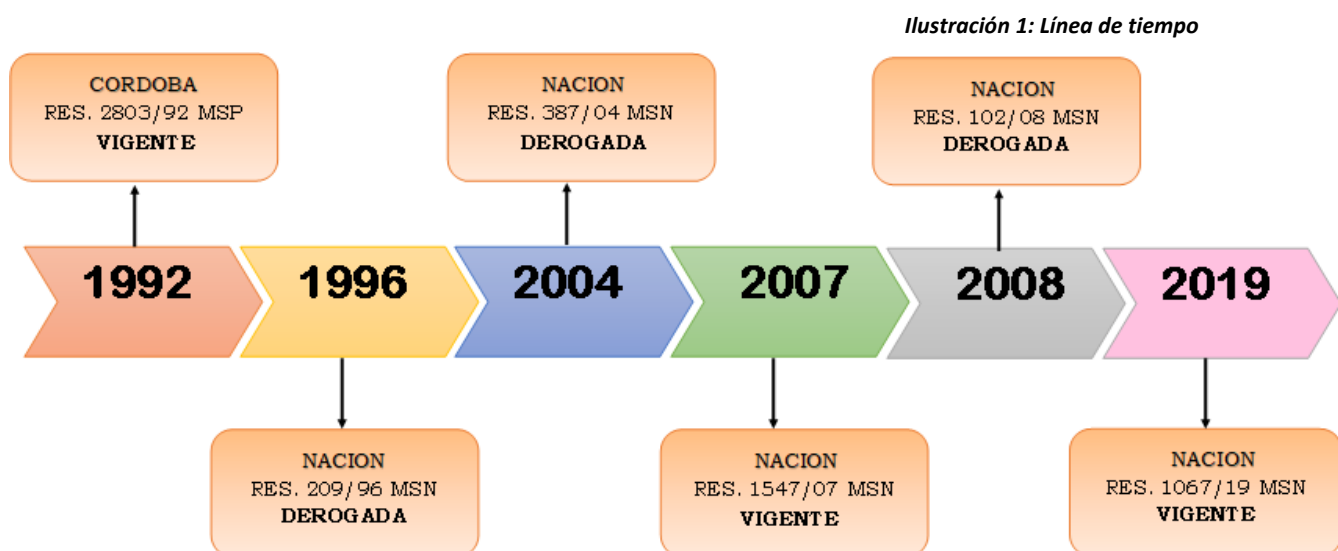 Ilustración 1: Línea de tiempo
CORDOBA
RES. 2803/92 MSP
VIGENTE
NACION
RES. 387/04 MSN
DEROGADA
NACION
RES. 102/08 MSN
DEROGADA
1992
1996
2004
2007
2008
2019
NACION
RES. 209/96 MSN
DEROGADA
NACION
RES. 1547/07 MSN
VIGENTE
NACION
RES. 1067/19 MSN
VIGENTE